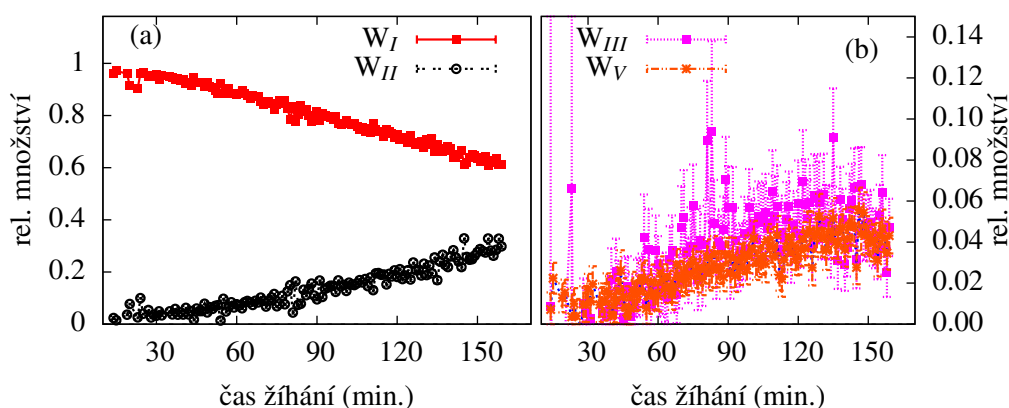 (a)
W_I
W_II
rel. množství
1
0.8
0.6
0.4
0.2
0
30 60 90 120 150
čas žíhání (min.)
W_III
W_V
(b)
0.14
0.12
0.10
0.08
0.06
0.04
0.02
0.00
rel. množství
30 60 90 120 150
čas žíhání (min.)